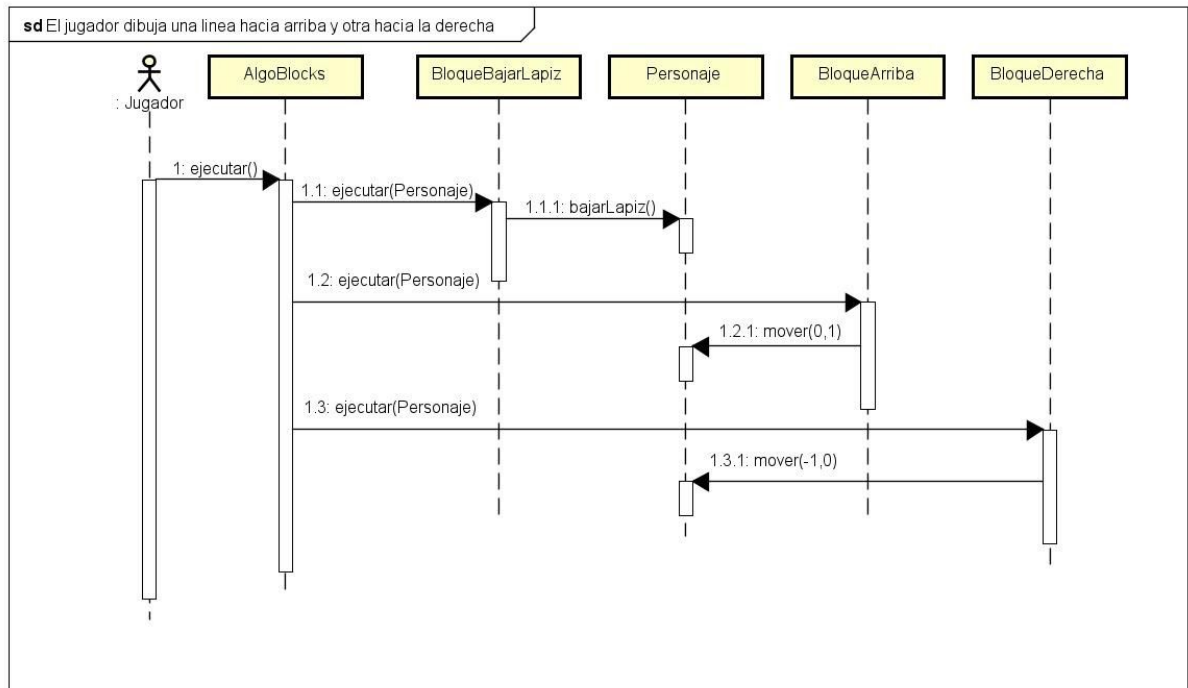 sd El jugador dibuja una linea hacia arriba y otra hacia la derecha
: Jugador
AlgoBlocks
BloqueBajarLapiz
Personaje
BloqueArriba
BloqueDerecha
1: ejecutar()
1.1: ejecutar(Personaje)
1.1.1: bajarLapiz()
1.2: ejecutar(Personaje)
1.2.1: mover(0,1)
1.3: ejecutar(Personaje)
1.3.1: mover(-1,0)